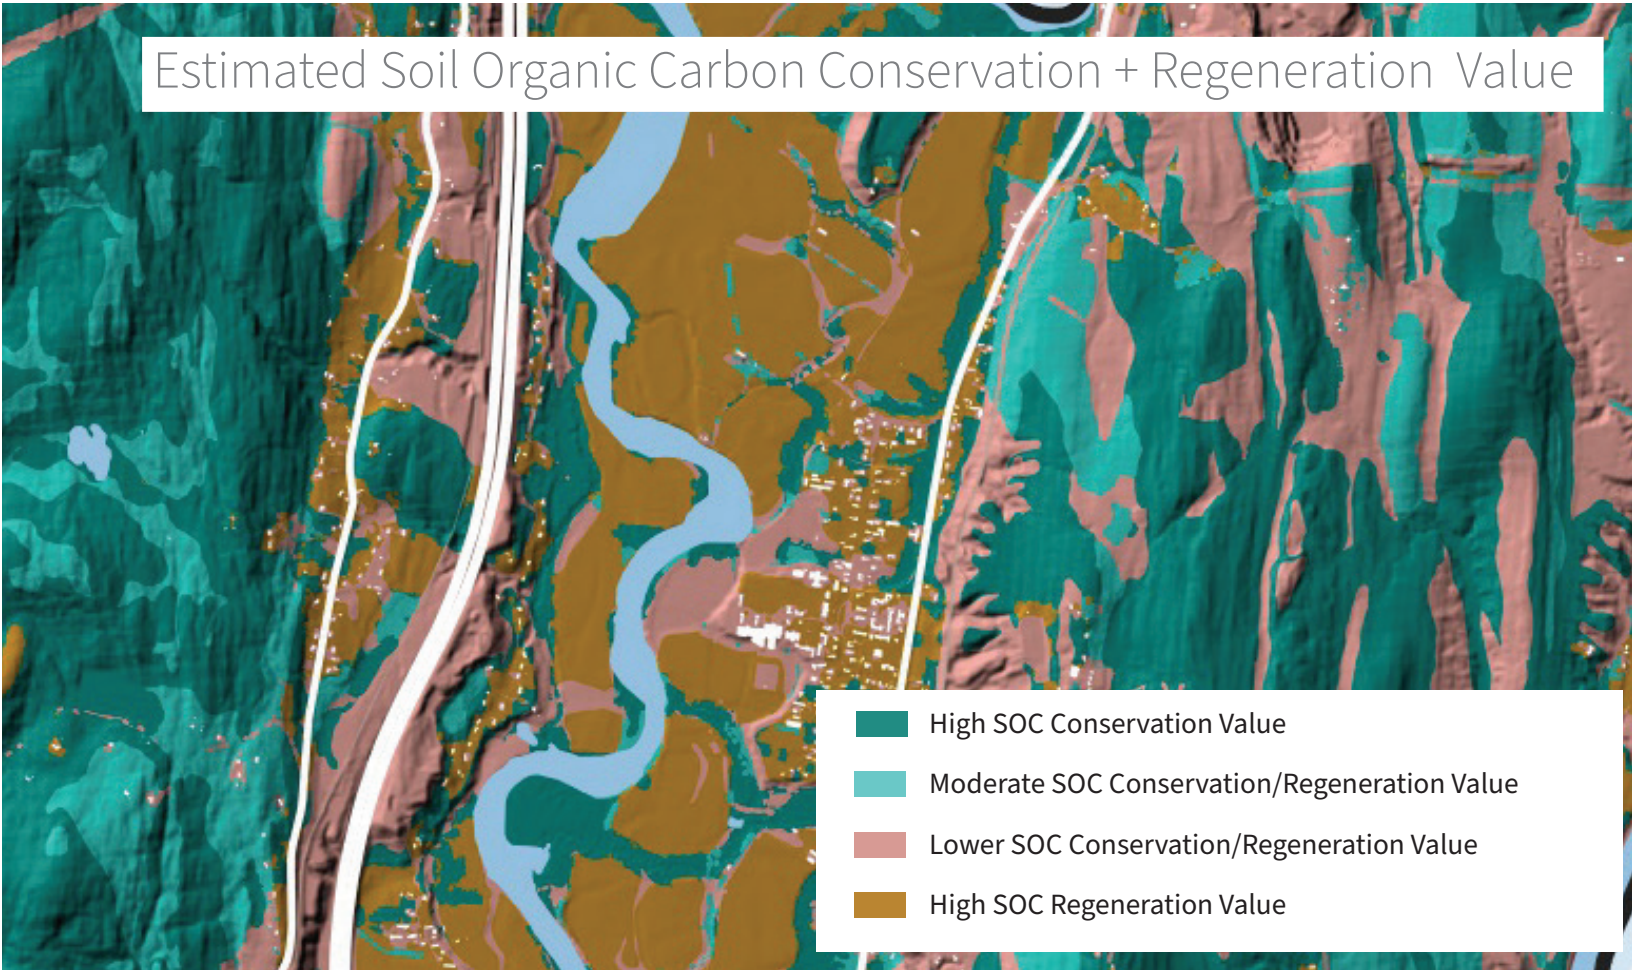 Estimated Soil Organic Carbon Conservation + Regeneration Value
High SOC Conservation Value
Moderate SOC Conservation/Regeneration Value
Lower SOC Conservation/Regeneration Value
High SOC Regeneration Value